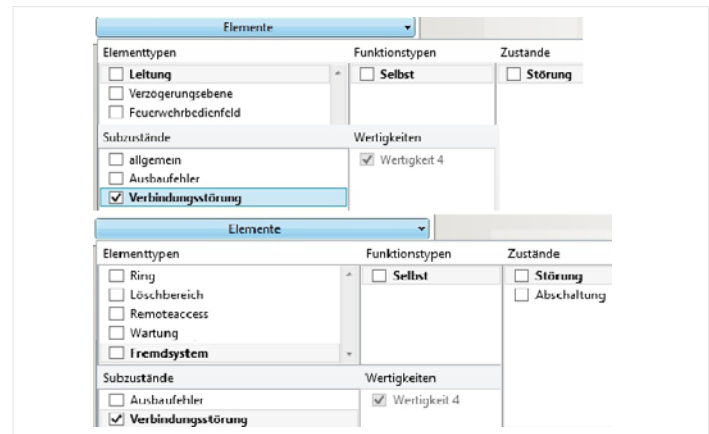 Elemente
Elementtypen Funktionstypen Zustände
Leitung Selbst Störung
Verzögerungsebene
Feuerwehrbedienfeld
Subzustände Wertigkeiten
allgemein Wertigkeit 4
Ausbaufehler
Verbindungsstörung
Elemente
Elementtypen Funktionstypen Zustände
Ring Selbst Störung
Löschbereich Abschaltung
Remoteaccess
Wartung
Fremdsystem
Subzustände Wertigkeiten
Ausbaufehler Wertigkeit 4
Verbindungsstörung